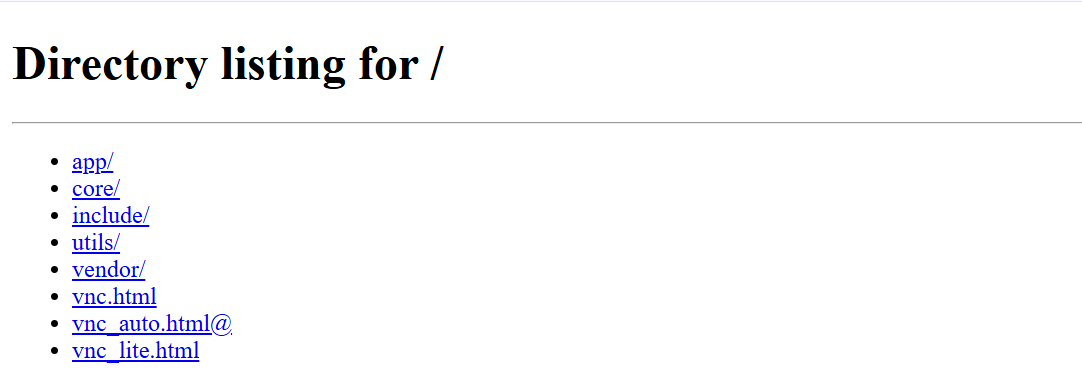 Directory listing for /
app/
core/
include/
utils/
vendor/
vnc.html
vnc_auto.html@
vnc_lite.html